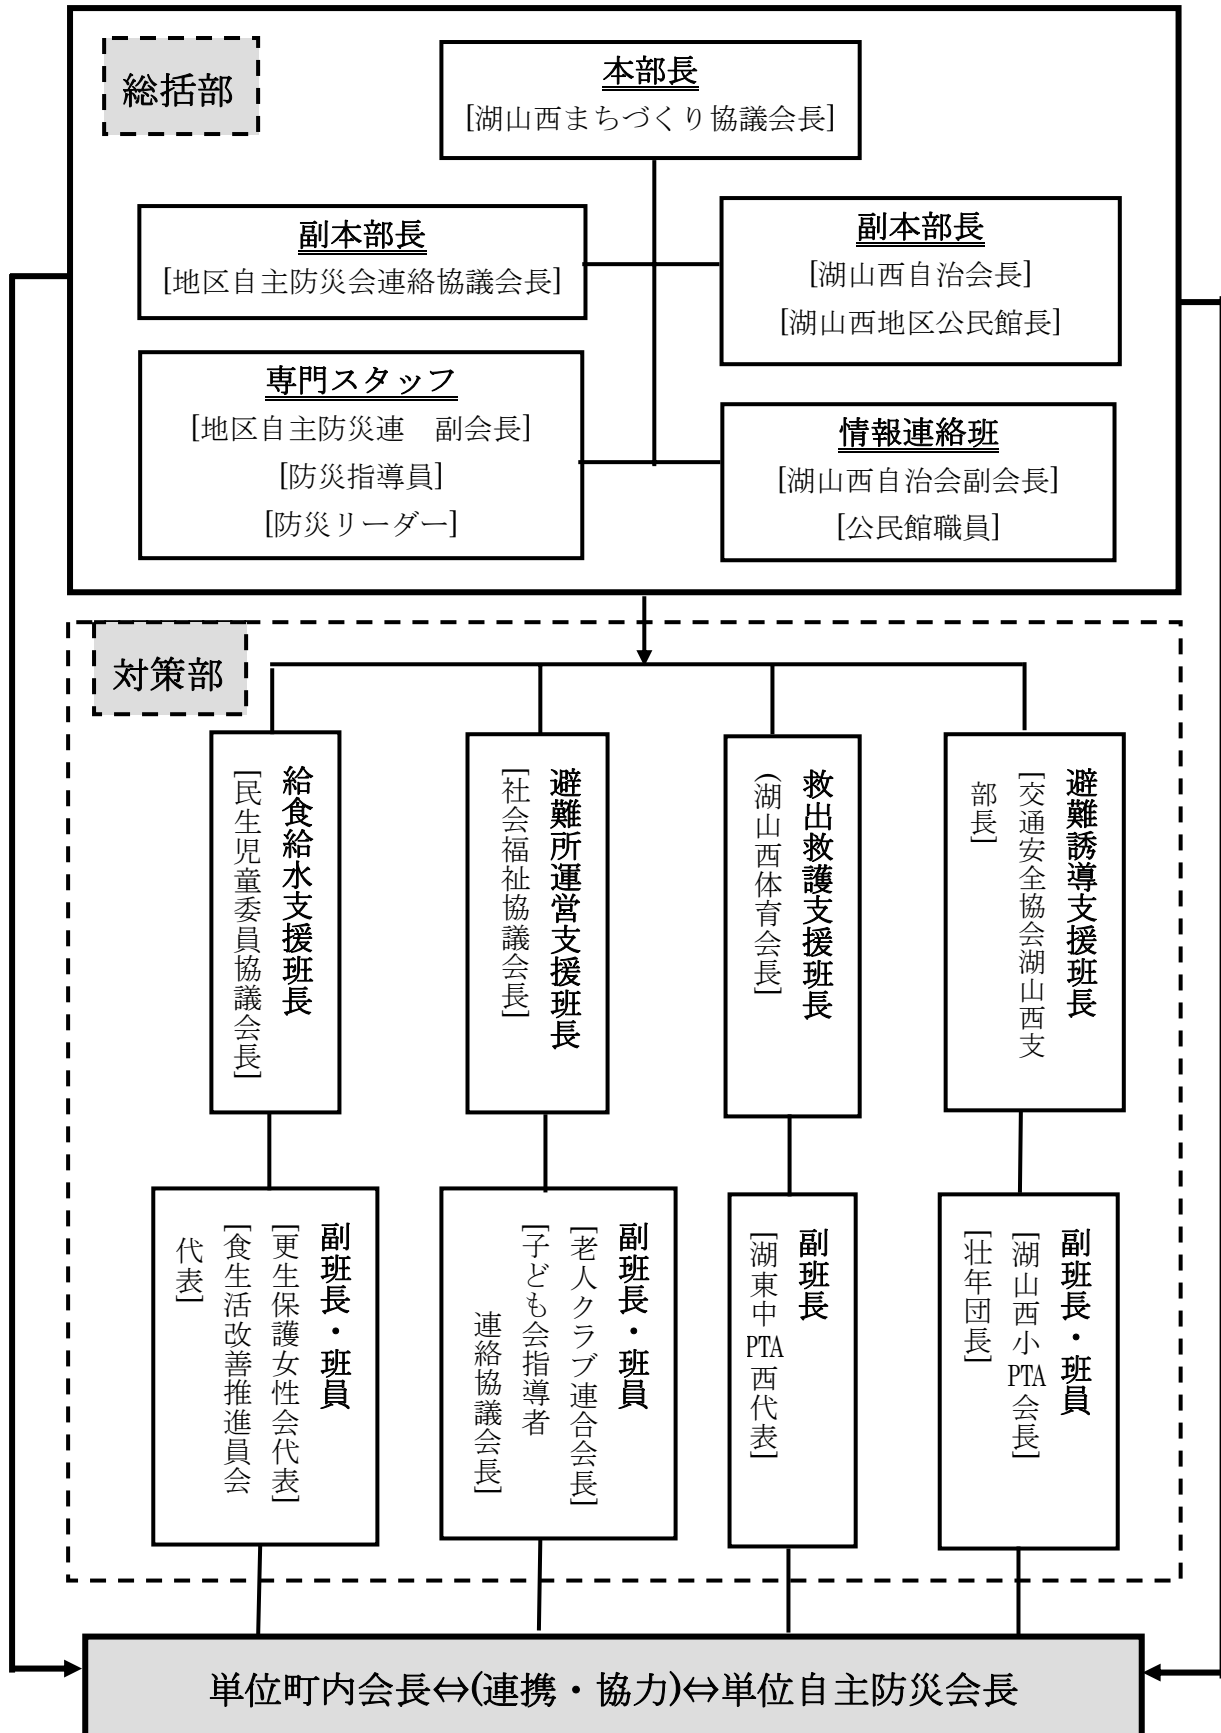 総括部
本部長
[湖山西まちづくり協議会長]
副本部長
[地区自主防災会連絡協議会長]
副本部長
[湖山西自治会長]
[湖山西地区公民館長]
専門スタッフ
[地区自主防災連　副会長]
[防災指導員]
[防災リーダー]
情報連絡班
[湖山西自治会副会長]
[公民館職員]
対策部
給食給水支援班長
[民生児童委員協議会長]
避難所運営支援班長
[社会福祉協議会長]
救出救護支援班長
(湖山西体育会長]
避難誘導支援班長
[交通安全協会湖山西支
部長]
副班長・班員
[更生保護女性会代表]
[食生活改善推進員会
代表]
副班長・班員
[老人クラブ連合会長]
[子ども会指導者
連絡協議会長]
副班長
[湖東中PTA西代表]
副班長・班員
[湖山西小PTA会長]
[壮年団長]
単位町内会長⇔(連携・協力)⇔単位自主防災会長